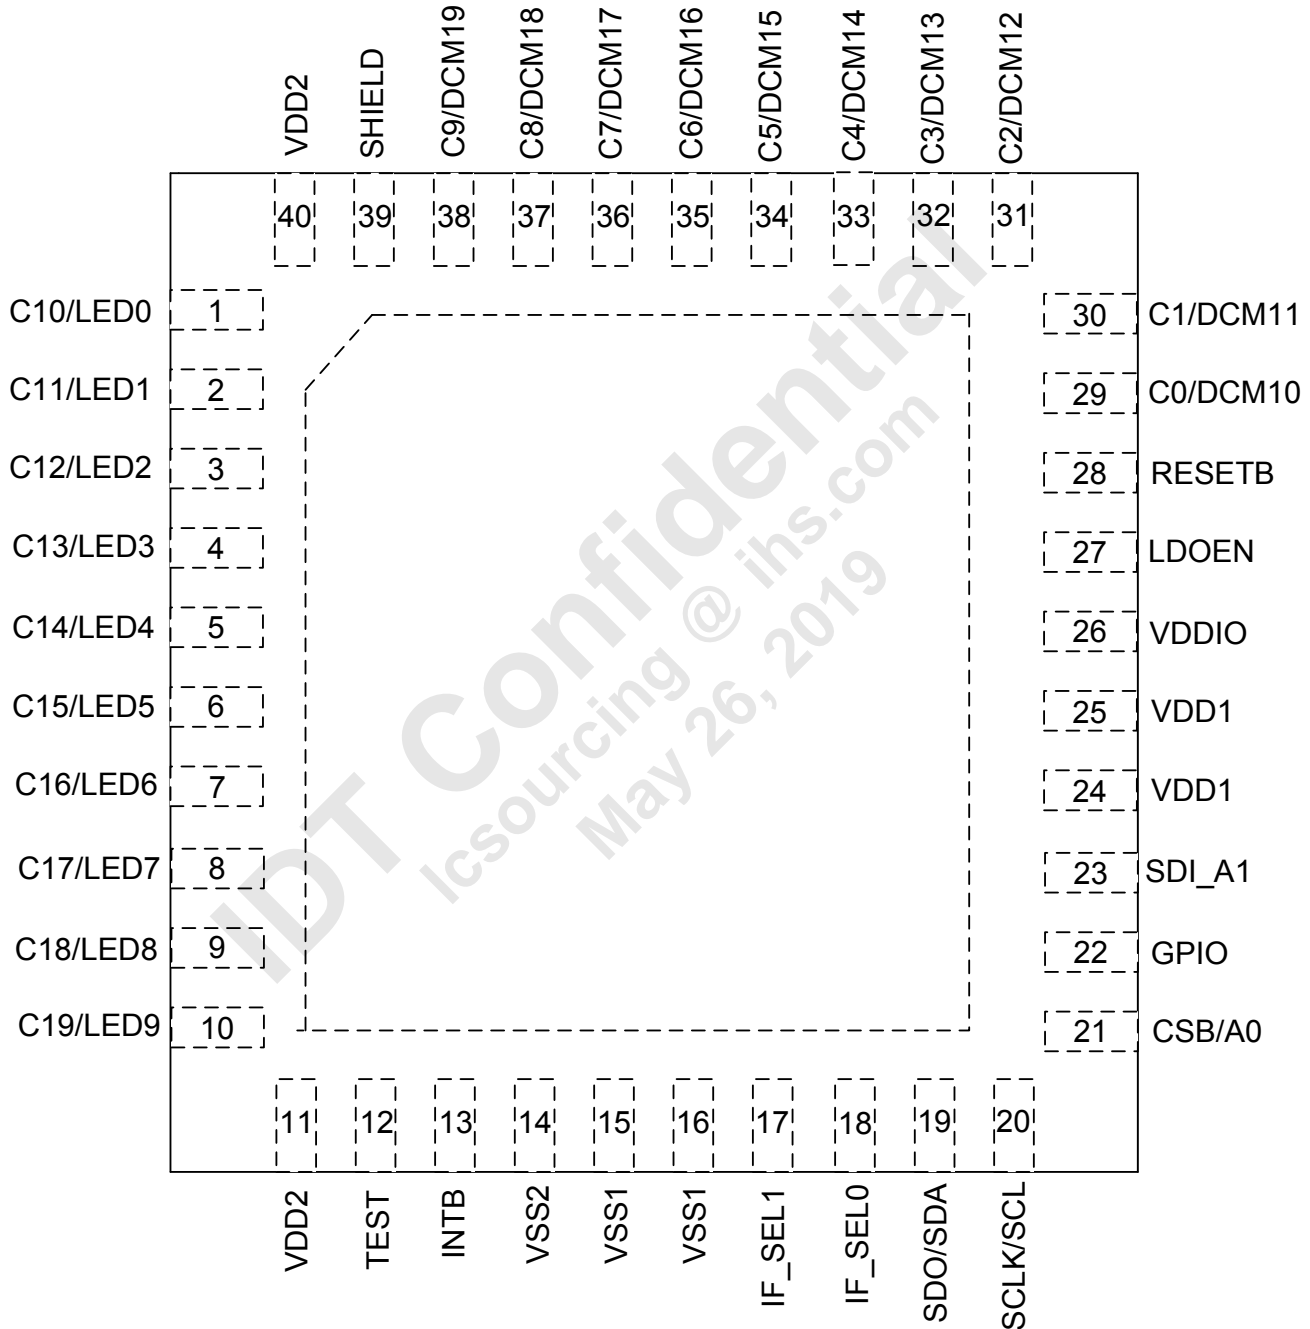 VDD2
SHIELD
C9/DCM19
C8/DCM18
C7/DCM17
C6/DCM16
C5/DCM15
C4/DCM14
C3/DCM13
C2/DCM12
40
39
38
37
36
35
34
33
32
31
C10/LED0
1
30
C1/DCM11
C11/LED1
2
29
C0/DCM10
C12/LED2
3
28
RESETB
C13/LED3
4
27
LDOEN
C14/LED4
5
26
VDDIO
C15/LED5
6
25
VDD1
C16/LED6
7
24
VDD1
C17/LED7
8
23
SDI_A1
C18/LED8
9
22
GPIO
C19/LED9
10
21
CSB/A0
11
12
13
14
15
16
17
18
19
20
VDD2
TEST
INTB
VSS2
VSS1
VSS1
IF_SEL1
IF_SEL0
SDO/SDA
SCLK/SCL
IDT Confidential
Icsourcing @ ihs.com
May 26, 2019